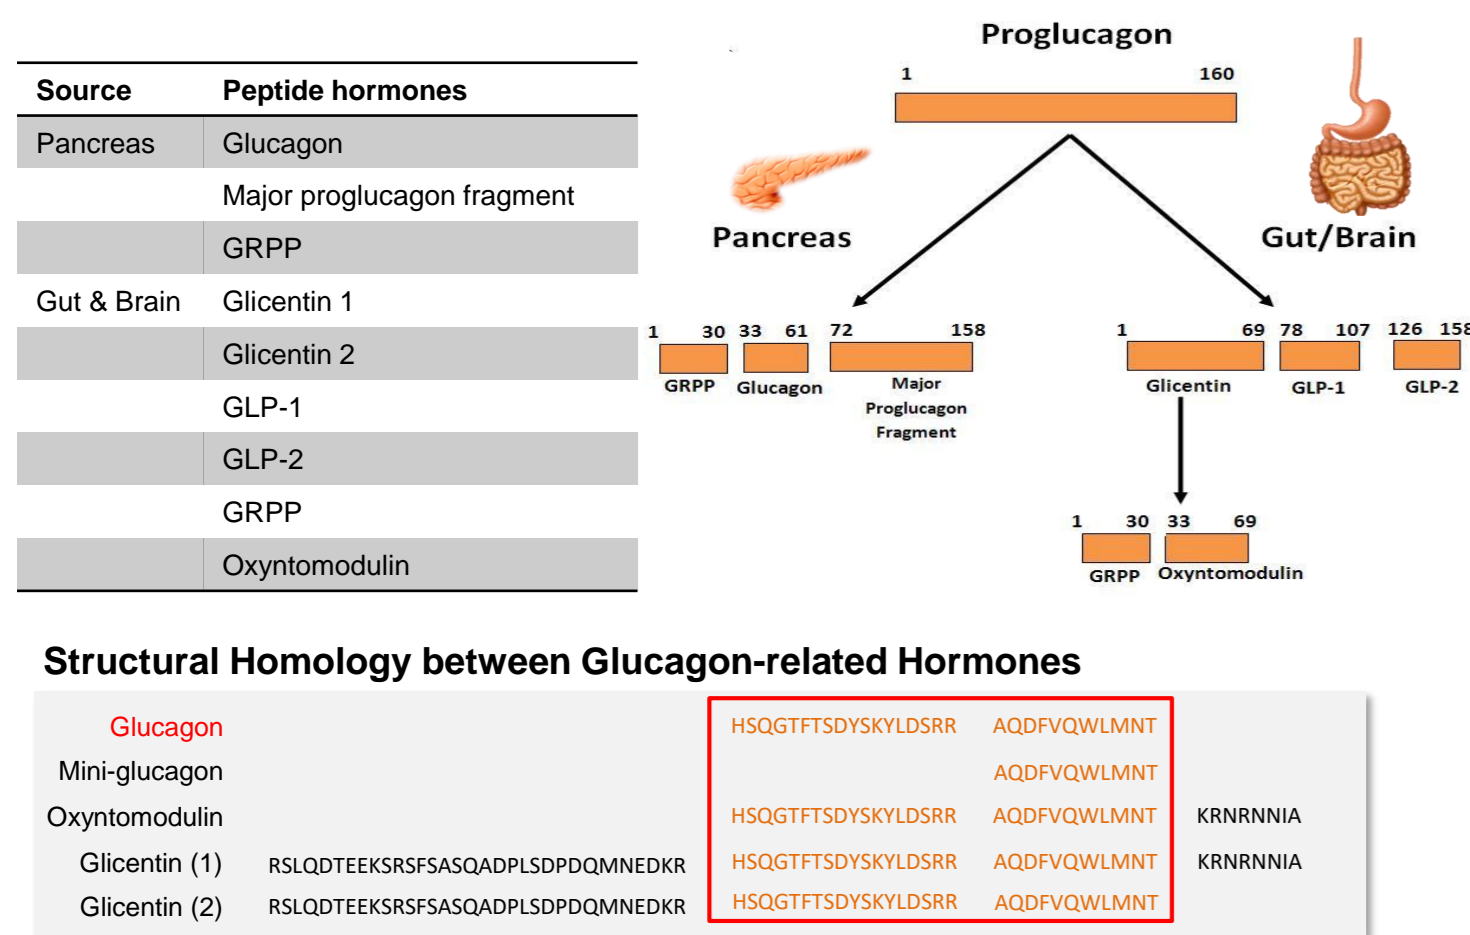 Source Peptide hormones
Pancreas Glucagon
Major proglucagon fragment
GRPP
Gut & Brain Glicentin 1
Glicentin 2
GLP-1
GLP-2
GRPP
Oxyntomodulin
Proglucagon
1 160
Pancreas
Gut/Brain
1 30 33 61 72 158
GRPP Glucagon Major
Proglucagon
Fragment
1 69 78 107 126 158
Glicentin GLP-1 GLP-2
1 30 33 69
GRPP Oxyntomodulin
Structural Homology between Glucagon-related Hormones
Glucagon HSQGTFTSDYSKYLDSRR AQDFVQWLMNT
Mini-glucagon AQDFVQWLMNT
Oxyntomodulin HSQGTFTSDYSKYLDSRR AQDFVQWLMNT KRNRNNIA
Glicentin (1) RSLQDTEEKSRSFSASQADPLSDPDQMNEDKR HSQGTFTSDYSKYLDSRR AQDFVQWLMNT KRNRNNIA
Glicentin (2) RSLQDTEEKSRSFSASQADPLSDPDQMNEDKR HSQGTFTSDYSKYLDSRR AQDFVQWLMNT